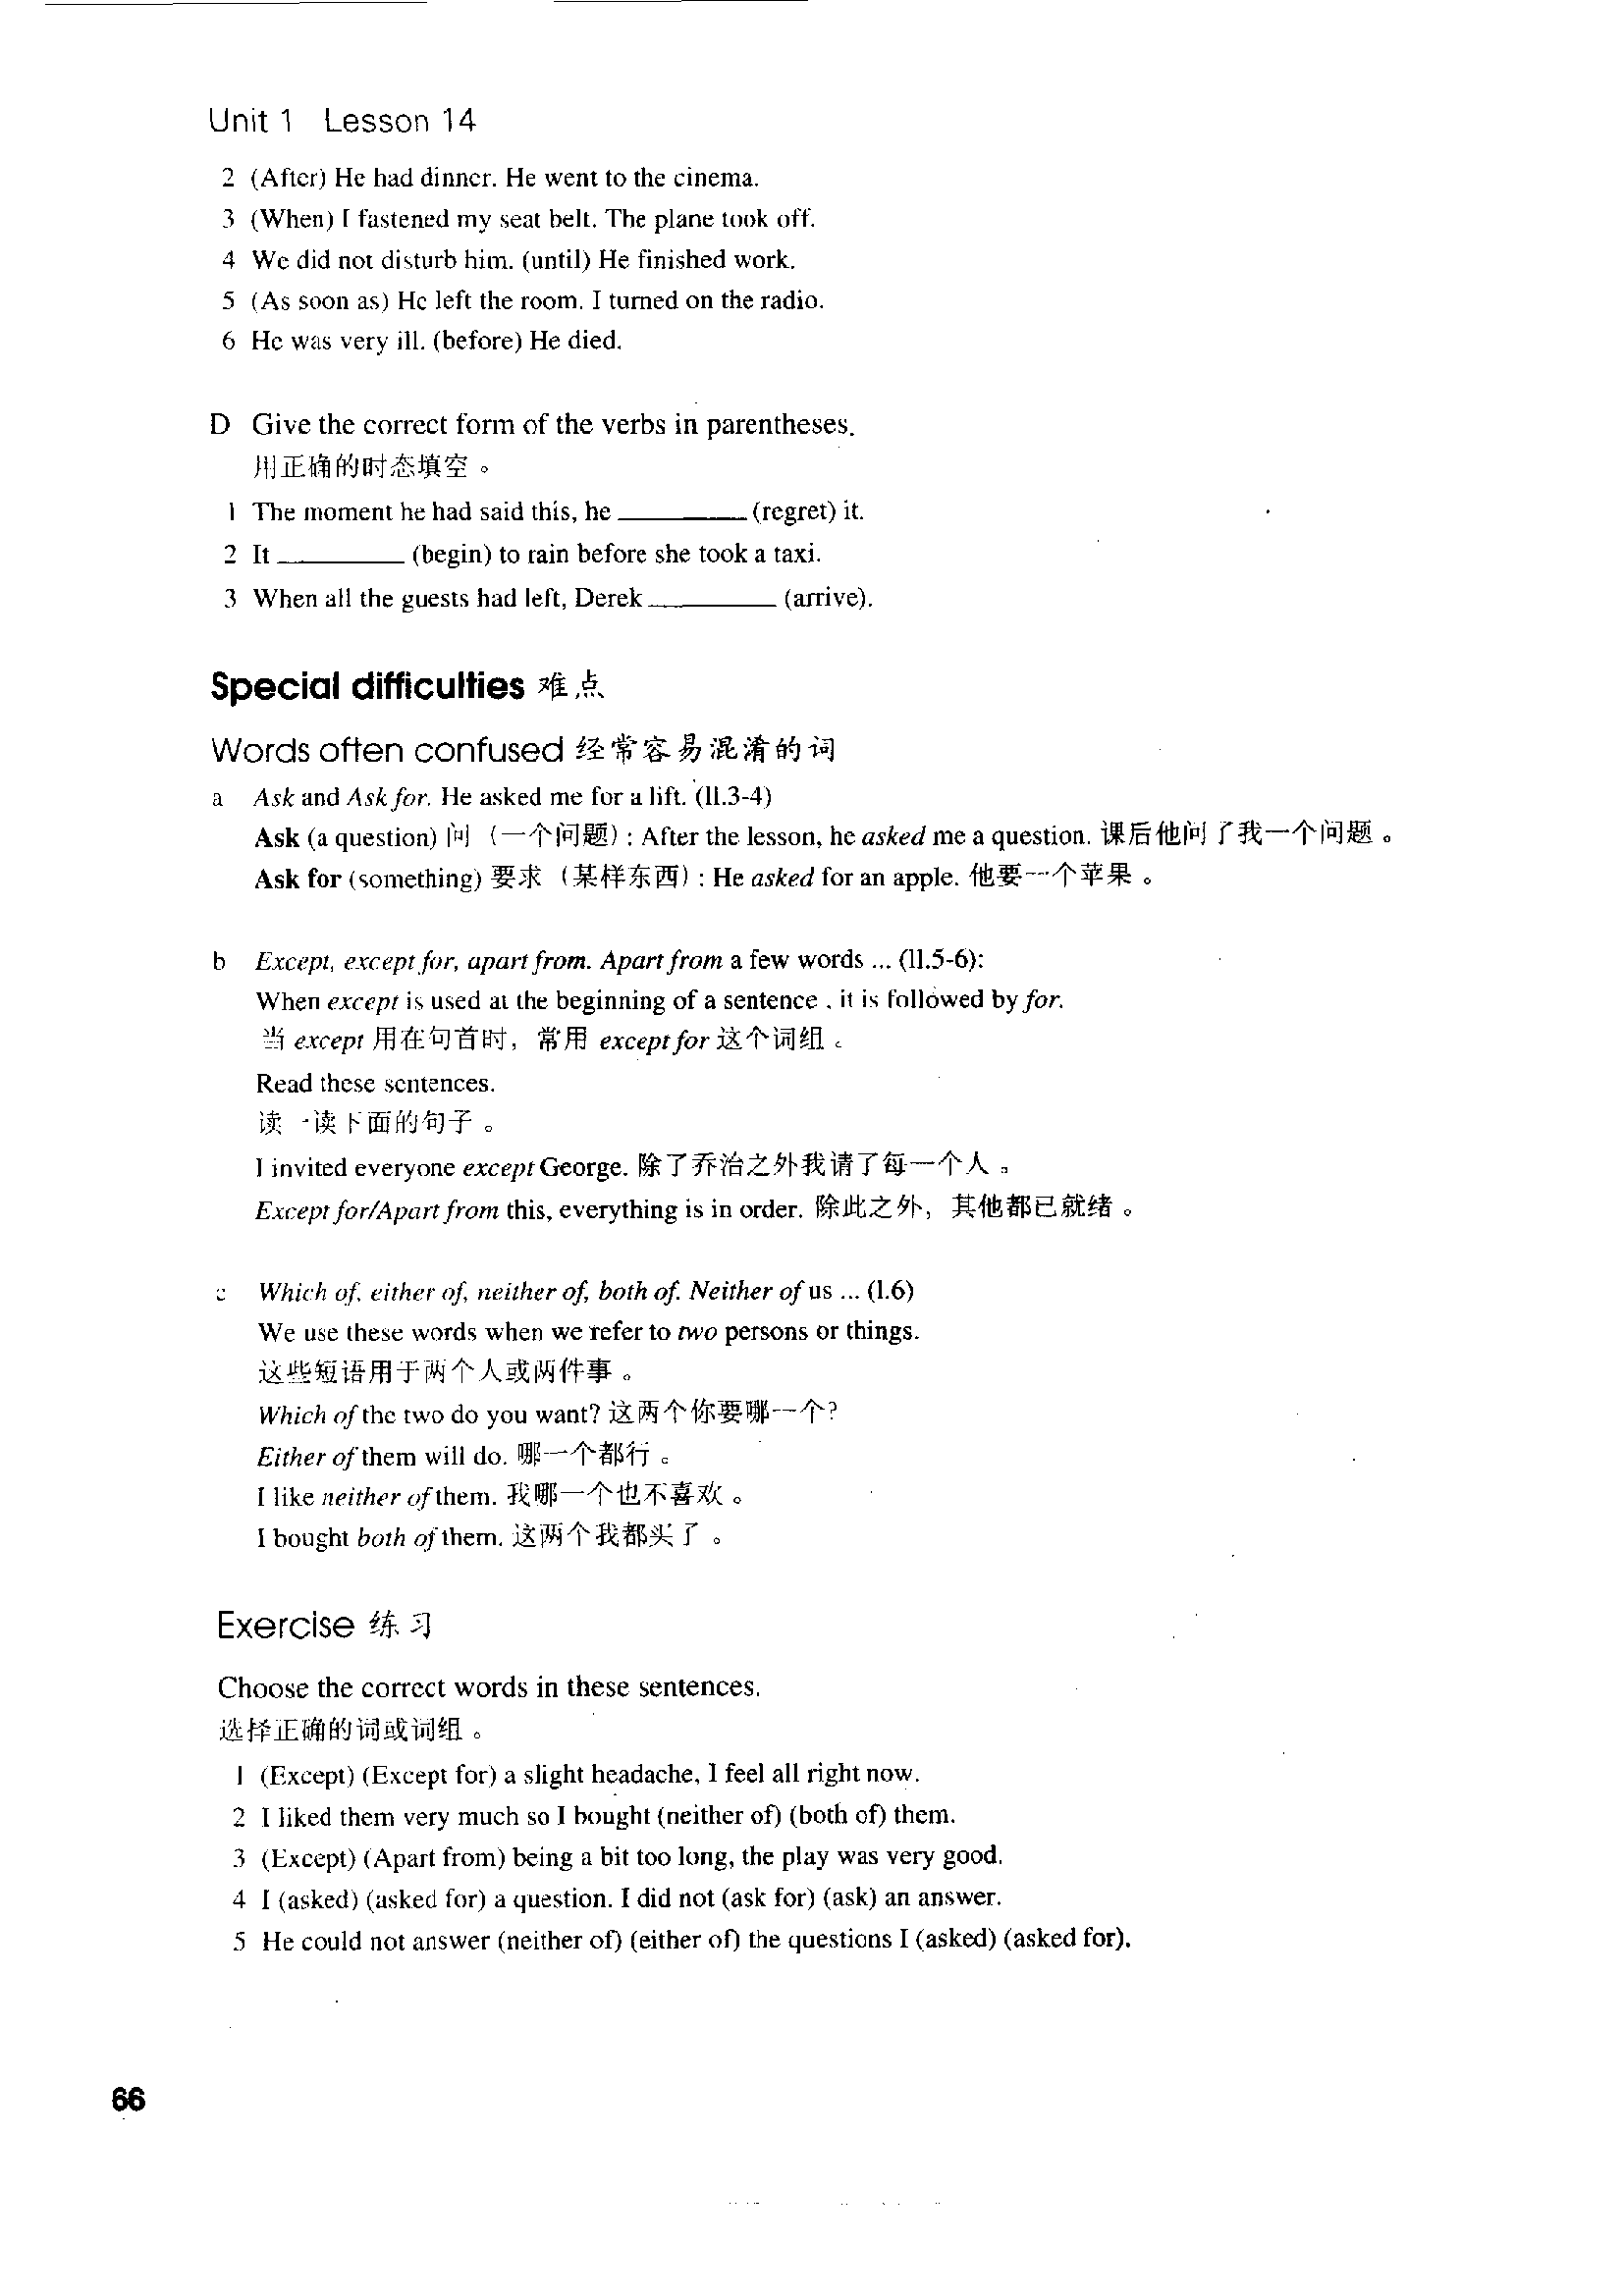 Unit 1 Lesson 14
2 (After) He had dinner. He went to the cinema.
3 (When) I fastened my seat belt. The plane took off.
4 We did not disturb him. (until) He finished work.
5 (As soon as) He left the room. I turned on the radio.
6 He was very ill. (before) He died.
D Give the correct form of the verbs in parentheses.
用正确的时态填空。
1 The moment he had said this, he ________ (regret) it.
2 It ________ (begin) to rain before she took a taxi.
3 When all the guests had left, Derek ________ (arrive).
Special difficulties 难点
Words often confused 经常容易混淆的词
a Ask and Ask for. He asked me for a lift. (ll.3-4)
Ask (a question) 问（一个问题）: After the lesson, he asked me a question. 课后他问了我一个问题。
Ask for (something) 要求（某样东西）: He asked for an apple. 他要一个苹果。
b Except, except for, apart from. Apart from a few words ... (ll.5-6):
When except is used at the beginning of a sentence, it is followed by for.
当 except 用在句首时，常用 except for 这个词组。
Read these sentences.
读一读下面的句子。
I invited everyone except George. 除了乔治之外我请了每一个人。
Except for/Apart from this, everything is in order. 除此之外，其他都已就绪。
c Which of, either of, neither of, both of. Neither of us ... (l.6)
We use these words when we refer to two persons or things.
这些短语用于两个人或两件事。
Which of the two do you want? 这两个你要哪一个?
Either of them will do. 哪一个都行。
I like neither of them. 我哪一个也不喜欢。
I bought both of them. 这两个我都买了。
Exercise 练习
Choose the correct words in these sentences.
选择正确的词或词组。
1 (Except) (Except for) a slight headache, I feel all right now.
2 I liked them very much so I bought (neither of) (both of) them.
3 (Except) (Apart from) being a bit too long, the play was very good.
4 I (asked) (asked for) a question. I did not (ask for) (ask) an answer.
5 He could not answer (neither of) (either of) the questions I (asked) (asked for).
66